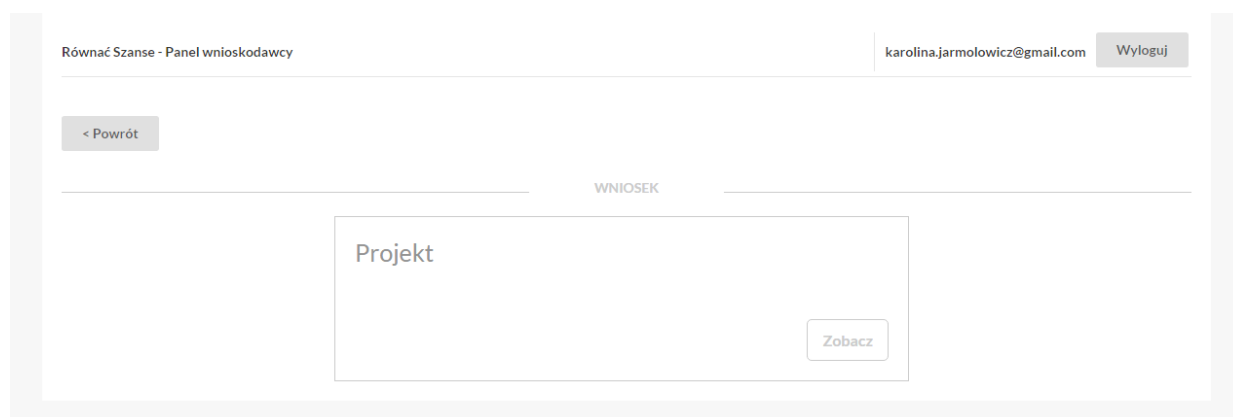 Równać Szanse - Panel wnioskodawcy
karolina.jarmolowicz@gmail.com
Wyloguj
< Powrót
WNIOSEK
Projekt
Zobacz